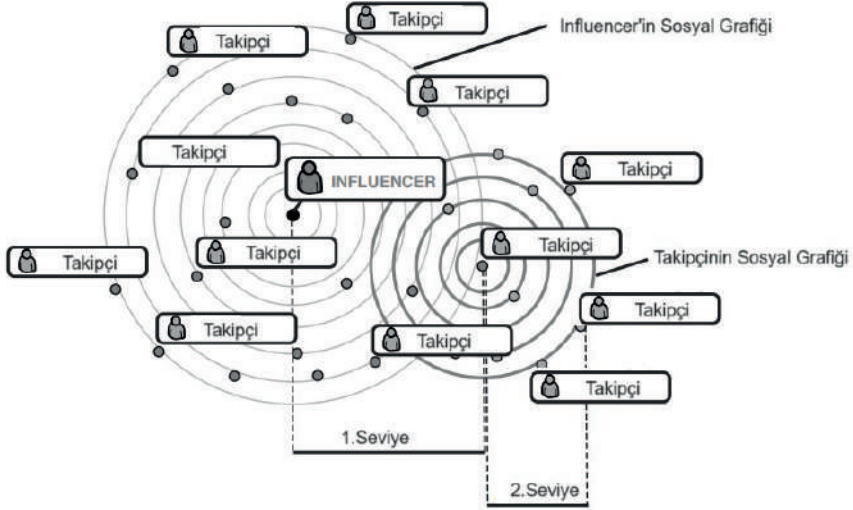 Takipçi
Influencer'in Sosyal Grafiği
Takipçi
Takipçi
Takipçi
Takipçi
INFLUENCER
Takipçi
Takipçi
Takipçi
Takipçinin Sosyal Grafiği
Takipçi
Takipçi
Takipçi
Takipçi
Takipçi
1.Seviye
2.Seviye